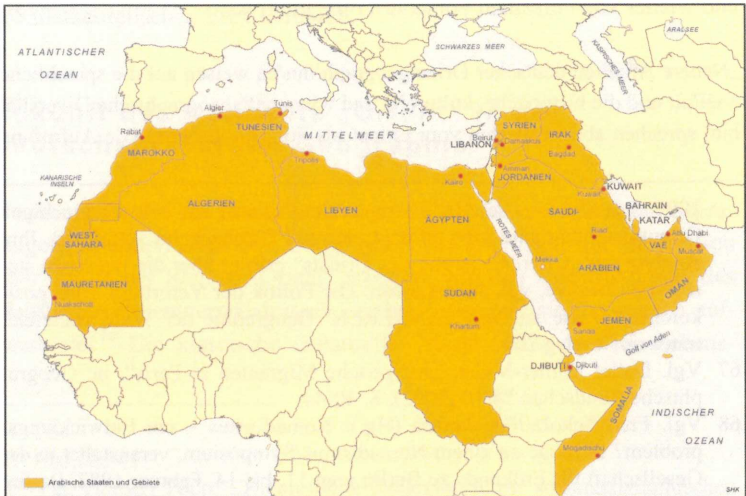 ATLANTISCHER
OZEAN
SCHWARZES MEER
KASPISCHES MEER
ARALSEE
Algier
Tunis
Rabat
TUNESIEN
MITTELMEER
MAROKKO
Tripolis
KANARISCHE
INSELN
ALGERIEN
LIBYEN
ÄGYPTEN
Kairo
WEST-
SAHARA
MAURETANIEN
Nuakschott
SYRIEN
IRAK
Beirut
Damaskus
LIBANON
Bagdad
Amman
JORDANIEN
Kuwait
KUWAIT
BAHRAIN
KATAR
SAUDI-
Riad
Abu Dhabi
VAE
Muscat
ROTES MEER
Mekka
ARABIEN
OMAN
SUDAN
Khartum
JEMEN
Sanaa
Golf von Aden
DJIBUTI
Djibuti
SOMALIA
INDISCHER
OZEAN
Mogadischu
Arabische Staaten und Gebiete
SHK